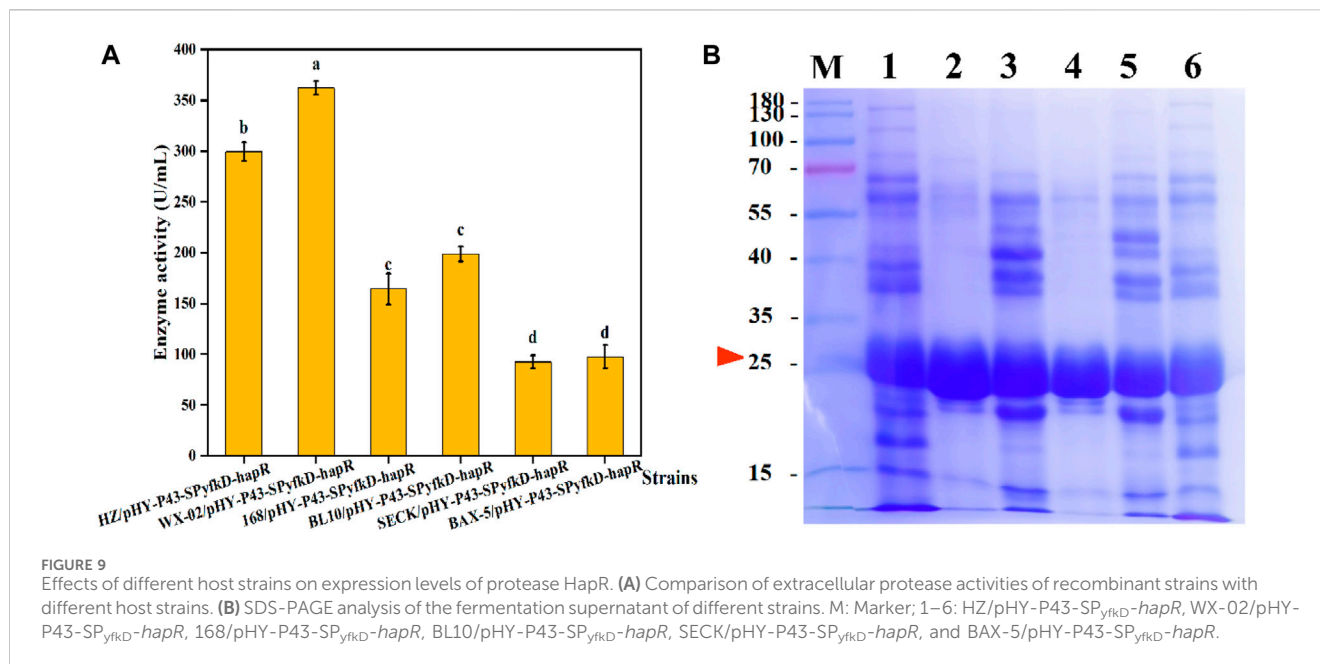 A
400
350
300
250
200
150
100
50
0
Enzyme activity (U/mL)
b
a
c
c
d
d
HZ/pHY-P43-SPyfkD-hapR
WX-02/pHY-P43-SPyfkD-hapR
168/pHY-P43-SPyfkD-hapR
BL10/pHY-P43-SPyfkD-hapR
SECK/pHY-P43-SPyfkD-hapR
BAX-5/pHY-P43-SPyfkD-hapR
Strains
B
M 1 2 3 4 5 6
180 -
130 -
100 -
70 -
55 -
40 -
35 -
25 -
15 -
FIGURE 9
Effects of different host strains on expression levels of protease HapR. (A) Comparison of extracellular protease activities of recombinant strains with
different host strains. (B) SDS-PAGE analysis of the fermentation supernatant of different strains. M: Marker; 1–6: HZ/pHY-P43-SPyfkD-hapR, WX-02/pHY-
P43-SPyfkD-hapR, 168/pHY-P43-SPyfkD-hapR, BL10/pHY-P43-SPyfkD-hapR, SECK/pHY-P43-SPyfkD-hapR, and BAX-5/pHY-P43-SPyfkD-hapR.